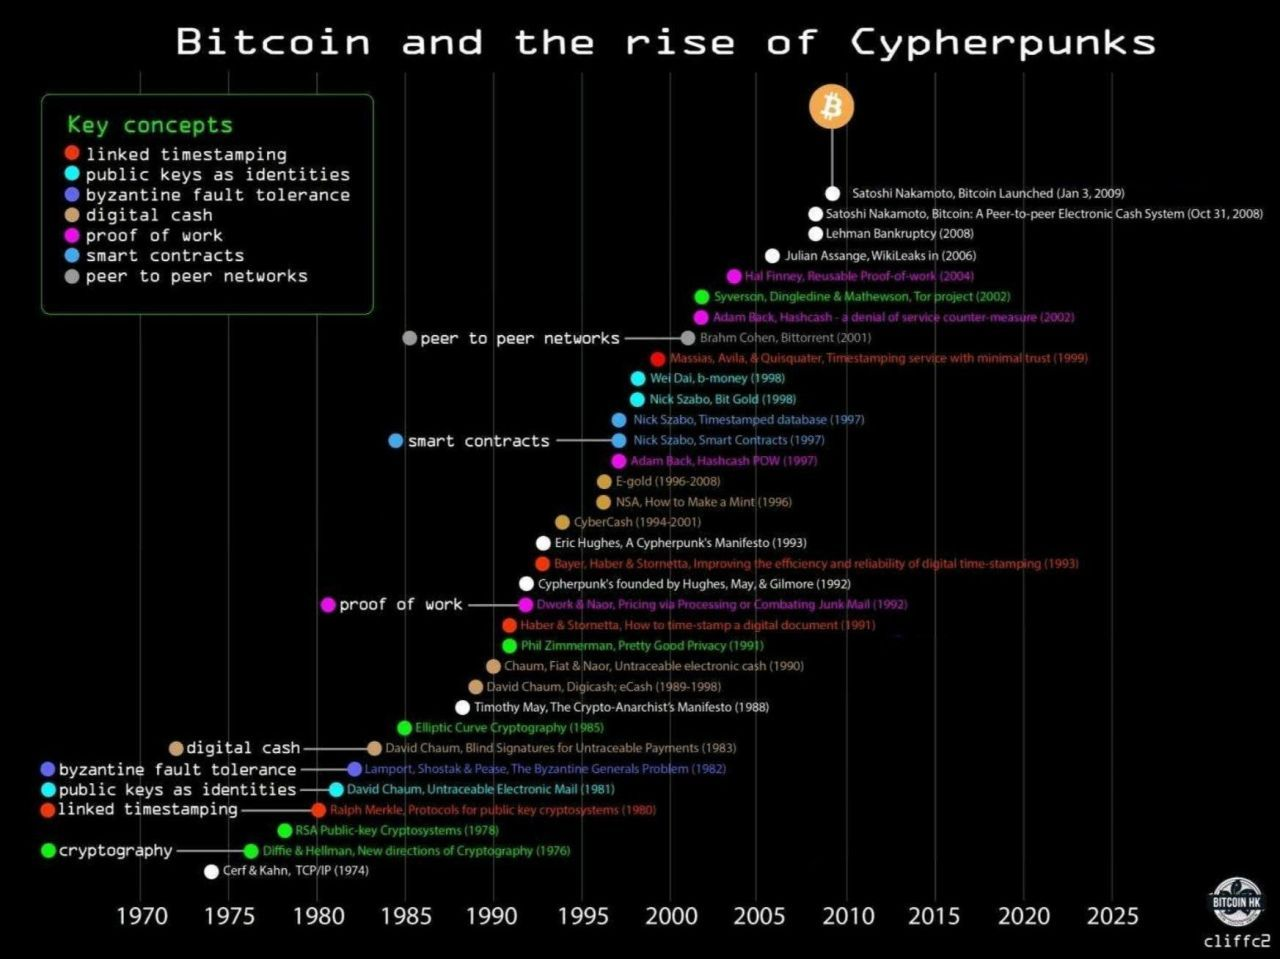 Bitcoin and the rise of Cypherpunks
Key concepts
linked timestamping
public keys as identities
byzantine fault tolerance
digital cash
proof of work
smart contracts
peer to peer networks
Satoshi Nakamoto, Bitcoin Launched (Jan 3, 2009)
Satoshi Nakamoto, Bitcoin: A Peer-to-peer Electronic Cash System (Oct 31, 2008)
Lehman Bankruptcy (2008)
Julian Assange, WikiLeaks in (2006)
Hal Finney, Reusable Proof-of-work (2004)
Syverson, Dingledine & Mathewson, Tor project (2002)
Adam Back, Hashcash - a denial of service counter-measure (2002)
peer to peer networks Brahm Cohen, Bittorrent (2001)
Massias, Avila, & Quisquater, Timestamping service with minimal trust (1999)
Wei Dai, b-money (1998)
Nick Szabo, Bit Gold (1998)
Nick Szabo, Timestamped database (1997)
smart contracts Nick Szabo, Smart Contracts (1997)
Adam Back, Hashcash POW (1997)
E-gold (1996-2008)
NSA, How to Make a Mint (1996)
CyberCash (1994-2001)
Eric Hughes, A Cypherpunk's Manifesto (1993)
Bayer, Haber & Stornetta, Improving the efficiency and reliability of digital time-stamping (1993)
Cypherpunk's founded by Hughes, May, & Gilmore (1992)
proof of work Dwork & Naor, Pricing via Processing or Combating Junk Mail (1992)
Haber & Stornetta, How to time-stamp a digital document (1991)
Phil Zimmerman, Pretty Good Privacy (1991)
Chaum, Fiat & Naor, Untraceable electronic cash (1990)
David Chaum, Digicash; eCash (1989-1998)
Timothy May, The Crypto-Anarchist's Manifesto (1988)
Elliptic Curve Cryptography (1985)
digital cash David Chaum, Blind Signatures for Untraceable Payments (1983)
byzantine fault tolerance Lamport, Shostak & Pease, The Byzantine Generals Problem (1982)
public keys as identities David Chaum, Untraceable Electronic Mail (1981)
linked timestamping Ralph Merkle, Protocols for public key cryptosystems (1980)
RSA Public-key Cryptosystems (1978)
cryptography Diffie & Hellman, New directions of Cryptography (1976)
Cerf & Kahn, TCP/IP (1974)
1970 1975 1980 1985 1990 1995 2000 2005 2010 2015 2020 2025
BITCOIN HK
cliffc2